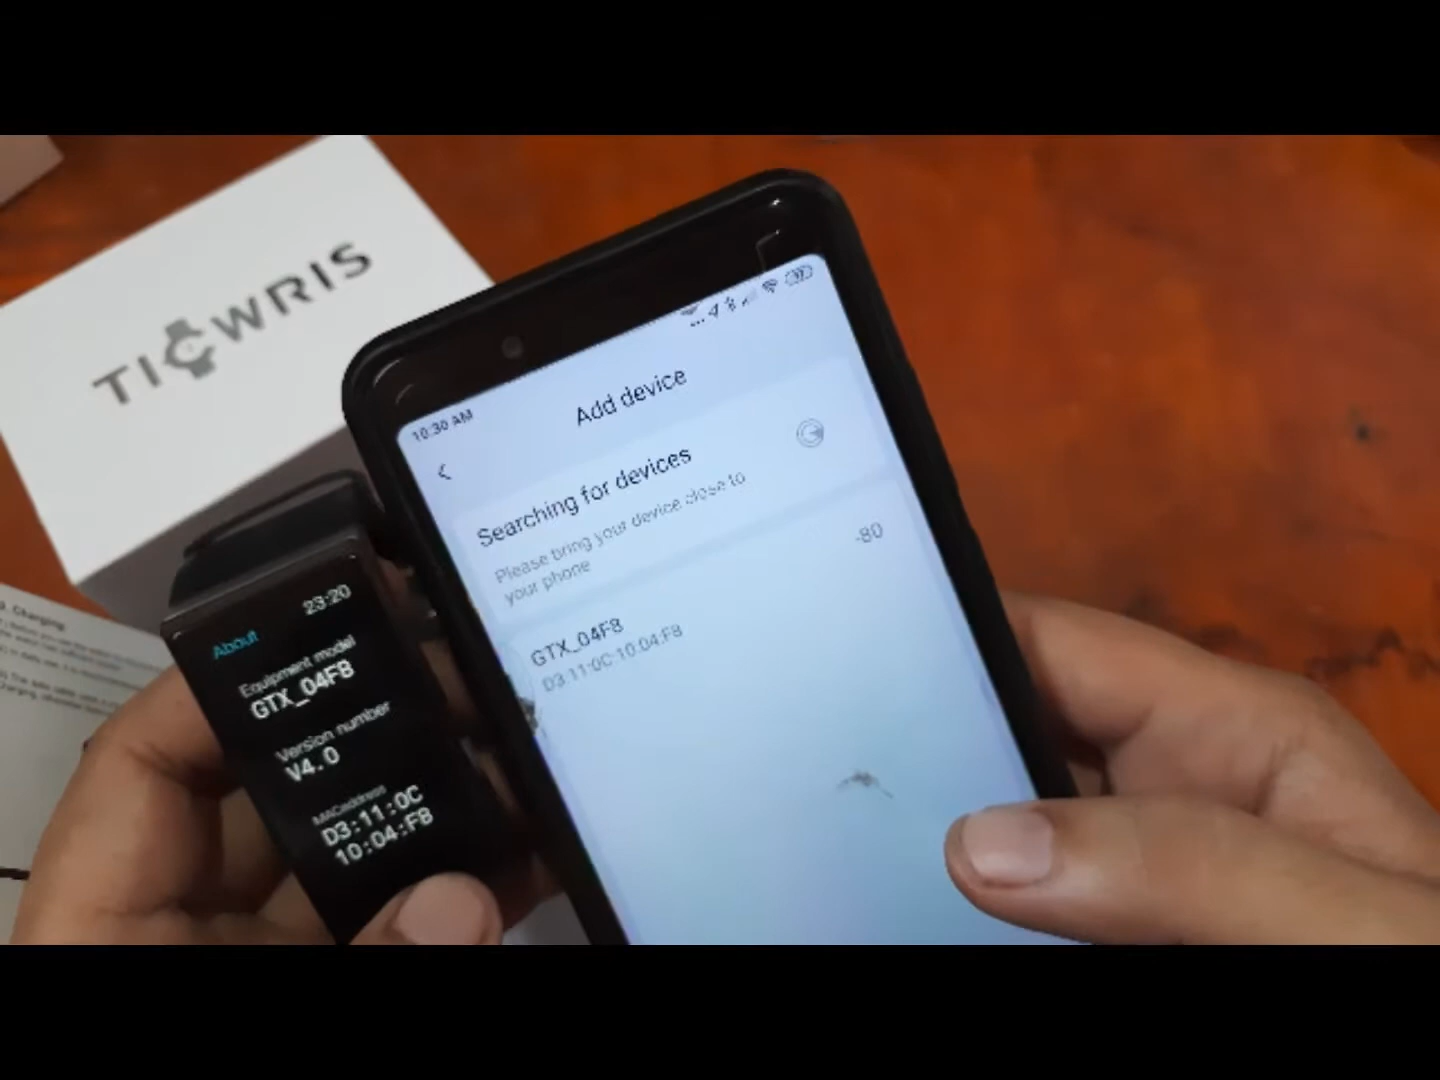 TICWRIS
10:30 AM
Add device
Searching for devices
Please bring your device close to
your phone
-80
GTX_04F8
D3:11:0C:10:04:F8
23:20
About
Equipment model
GTX_04F8
Version number
V4.0
MACaddress
D3:11:0C
10:04:F8
Charging